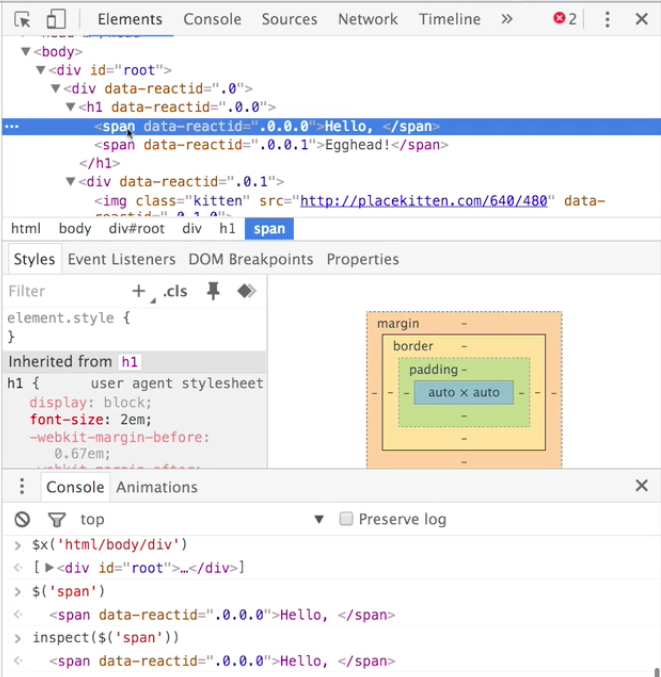 Elements Console Sources Network Timeline » 2
<body>
<div id="root">
<div data-reactid=".0">
<h1 data-reactid=".0.0">
<span data-reactid=".0.0.0">Hello, </span>
<span data-reactid=".0.0.1">Egghead!</span>
</h1>
<div data-reactid=".0.1">
<img class="kitten" src="http://placekitten.com/640/480" data-
html body div#root div h1 span
Styles Event Listeners DOM Breakpoints Properties
Filter + .cls
element.style {
}
Inherited from h1
h1 { user agent stylesheet
display: block;
font-size: 2em;
-webkit-margin-before:
0.67em;
margin -
border -
padding -
- - - auto × auto - - -
-
-
-
Console Animations
top Preserve log
> $x('html/body/div')
[ <div id="root">…</div>]
> $('span')
<span data-reactid=".0.0.0">Hello, </span>
> inspect($('span'))
<span data-reactid=".0.0.0">Hello, </span>